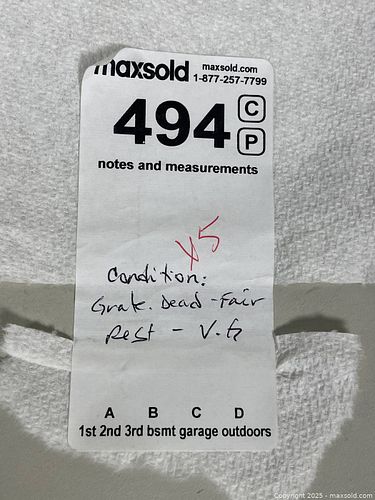 maxsold maxsold.com
1-877-257-7799
494 C
P
notes and measurements
x5
Condition:
Grate. Dead - Fair
Rest - V.G
A B C D
1st 2nd 3rd bsmt garage outdoors
Copyright 2025 - maxsold.com